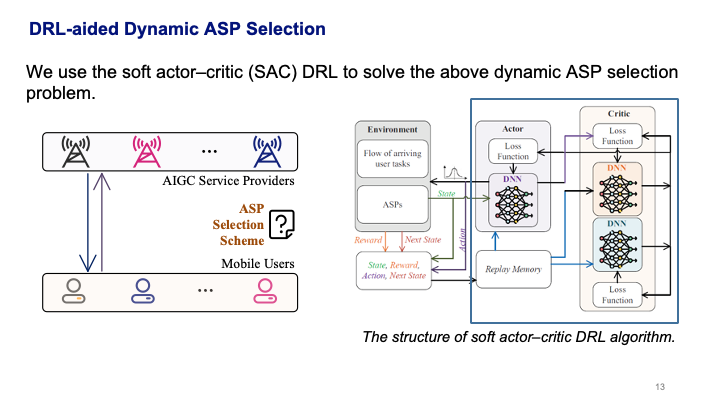 DRL-aided Dynamic ASP Selection
We use the soft actor–critic (SAC) DRL to solve the above dynamic ASP selection
problem.
...
AIGC Service Providers
ASP
Selection
Scheme
Mobile Users
...
Environment
Flow of arriving
user tasks
ASPs
Reward
Next State
State, Reward,
Action, Next State
State
Action
Actor
Loss
Function
DNN
Replay Memory
Critic
Loss
Function
DNN
DNN
Loss
Function
The structure of soft actor–critic DRL algorithm.
13